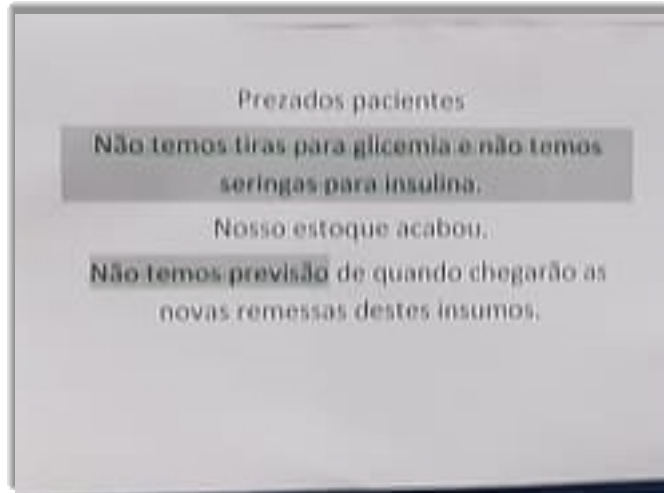 Prezados pacientes
Não temos tiras para glicemia e não temos
seringas para insulina.
Nosso estoque acabou.
Não temos previsão de quando chegarão as
novas remessas destes insumos.